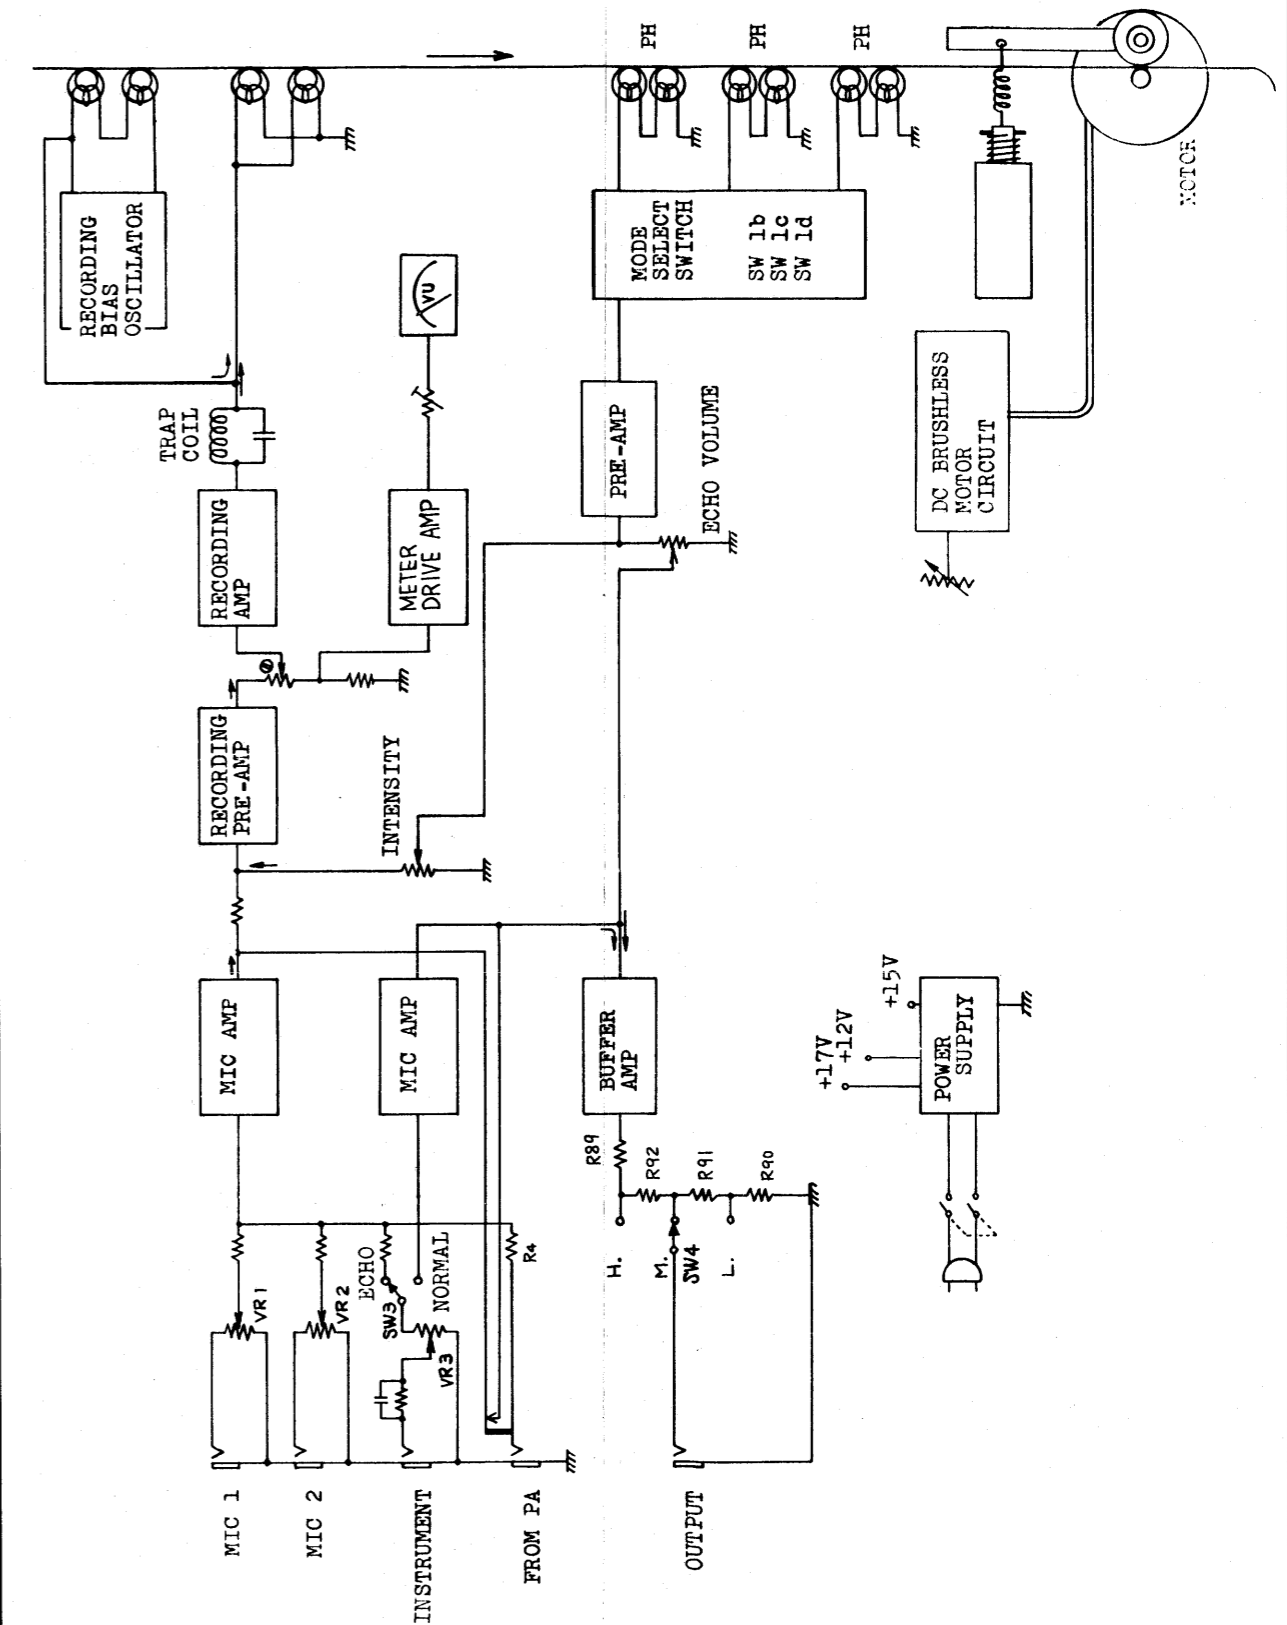 MIC 1
MIC 2
INSTRUMENT
FROM PA
OUTPUT
VR1
VR2
ECHO
SW3
NORMAL
VR3
R4
MIC AMP
MIC AMP
BUFFER
AMP
R89
R92
R91
R90
H.
M.
SW4
L.
RECORDING
PRE-AMP
INTENSITY
RECORDING
AMP
METER
DRIVE AMP
TRAP
COIL
VU
RECORDING
BIAS
OSCILLATOR
PRE-AMP
ECHO VOLUME
MODE
SELECT
SWITCH
SW 1b
SW 1c
SW 1d
PH
PH
PH
DC BRUSHLESS
MOTOR
CIRCUIT
MOTOR
+17V
+12V
+15V
POWER
SUPPLY